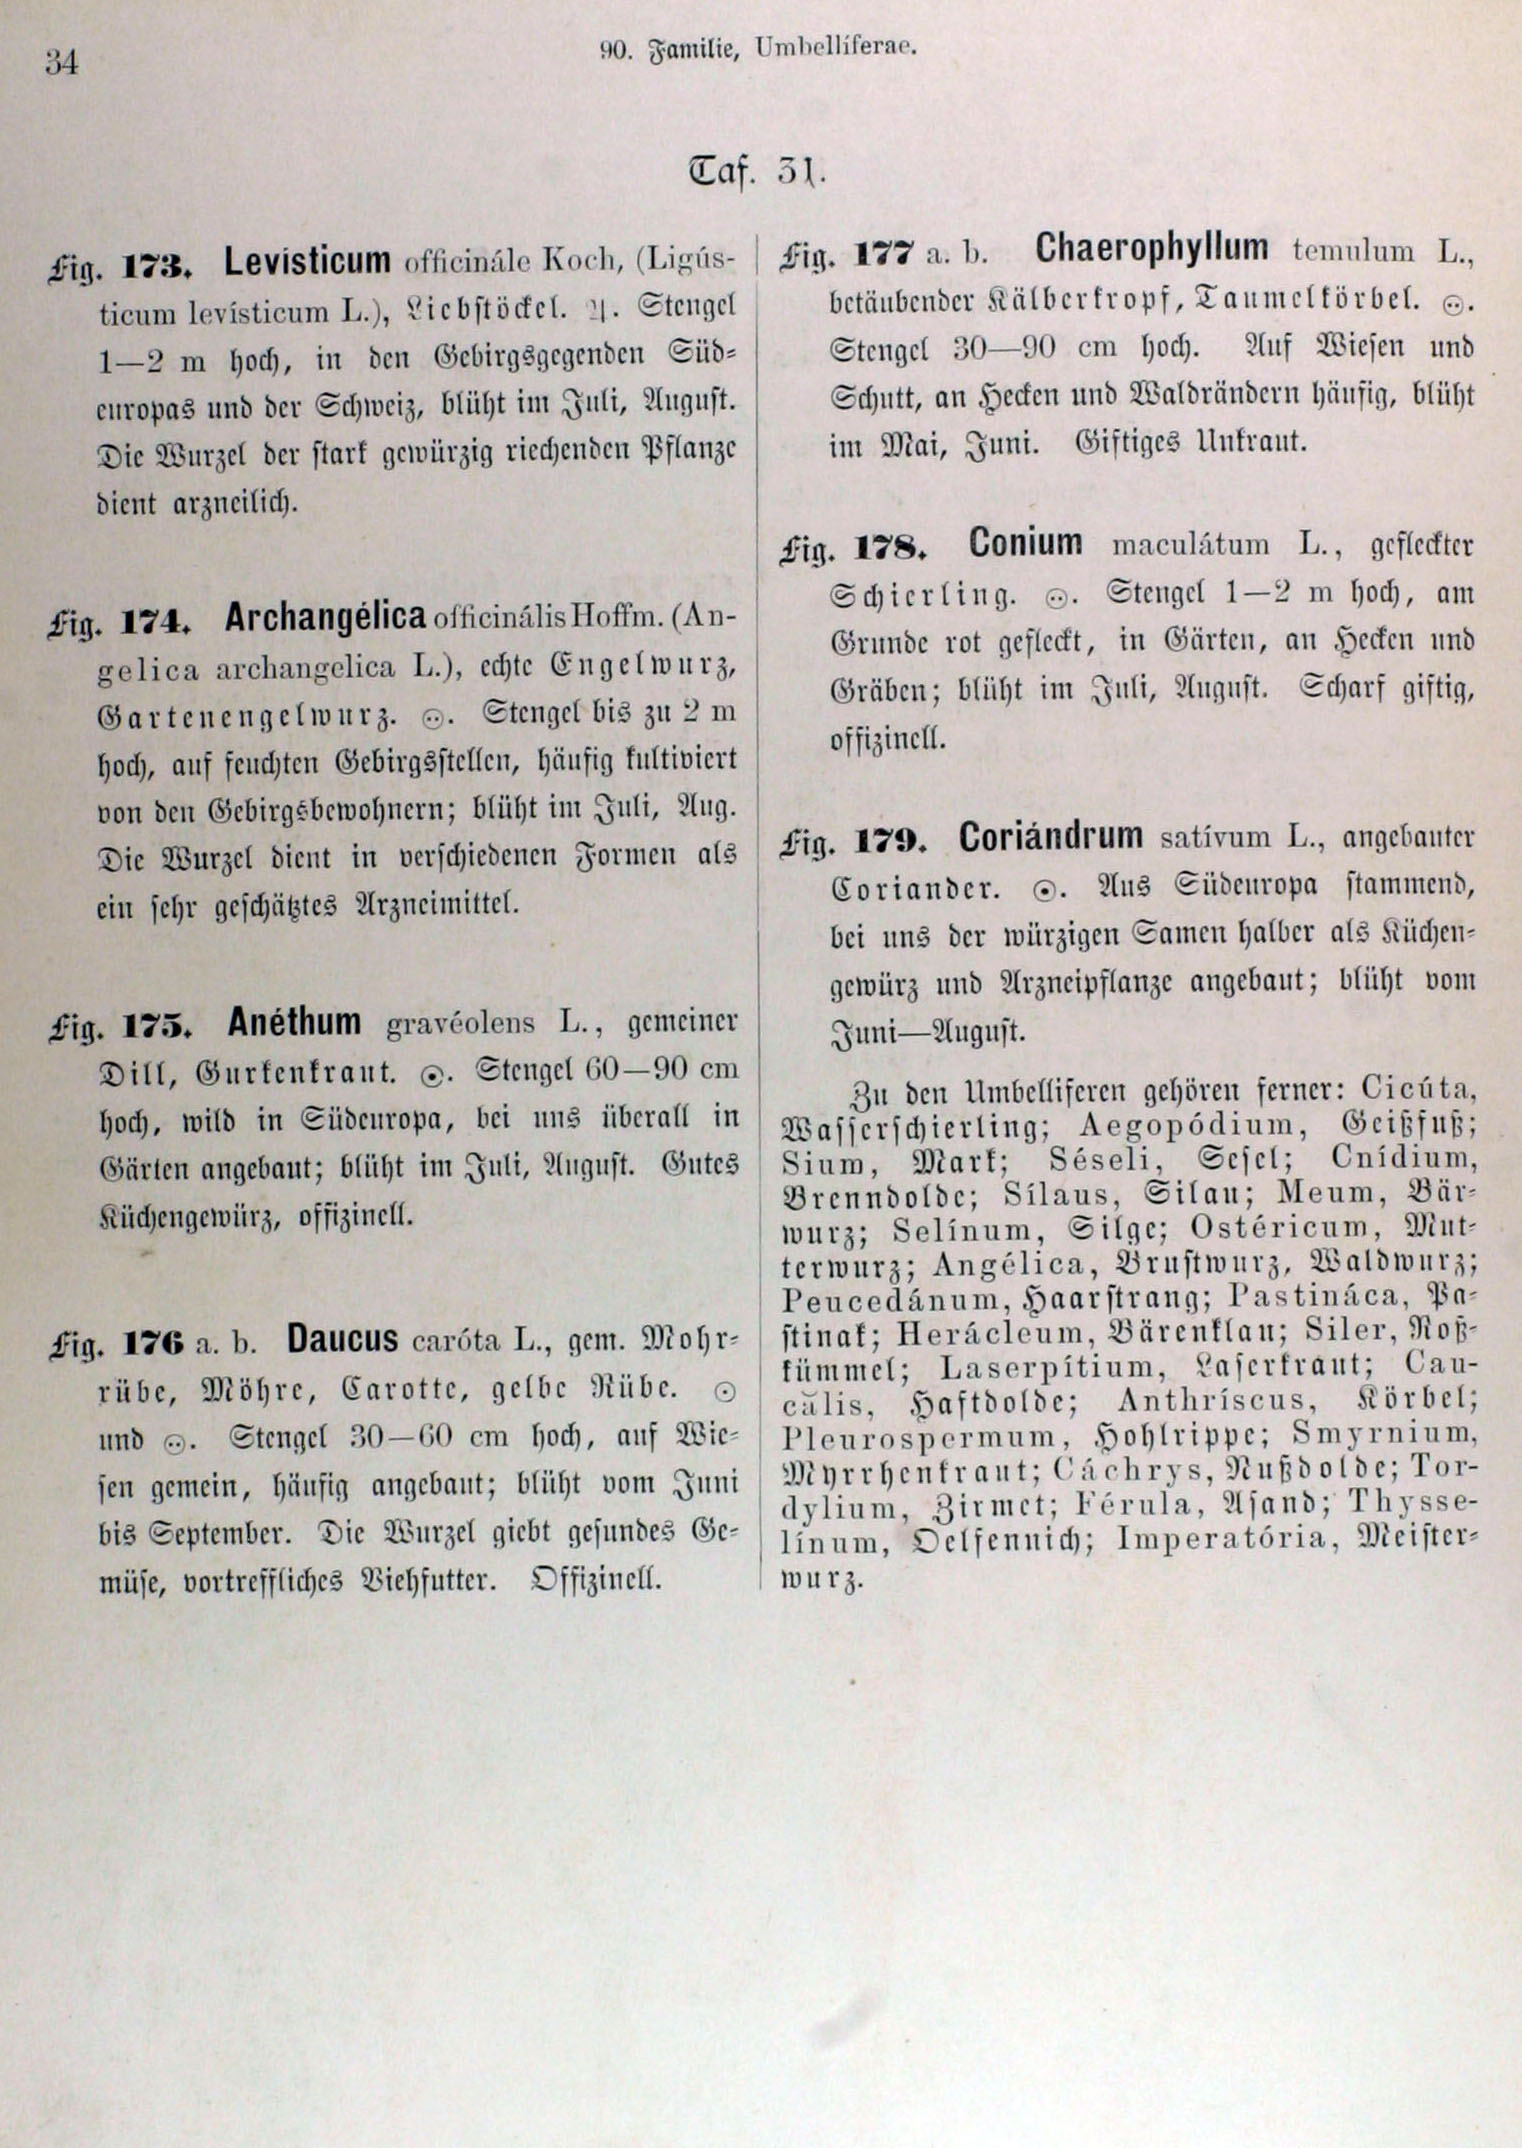 34
90. Familie, Umbelliferae.
Taf. 31.
Fig. 173. Levísticum officinále Koch, (Ligús-
ticum levísticum L.), Liebstöckel. ♃. Stengel
1—2 m hoch, in den Gebirgsgegenden Süd-
europas und der Schweiz, blüht im Juli, August.
Die Wurzel der stark gewürzig riechenden Pflanze
dient arzneilich.
Fig. 174. Archangélica officinális Hoffm. (An-
gelica archangelica L.), echte Engelwurz,
Gartenengelwurz. ⚇. Stengel bis zu 2 m
hoch, auf feuchten Gebirgsstellen, häufig kultiviert
von den Gebirgsbewohnern; blüht im Juli, Aug.
Die Wurzel dient in verschiedenen Formen als
ein sehr geschätztes Arzneimittel.
Fig. 175. Anéthum gravéolens L., gemeiner
Dill, Gurkenkraut. ⊙. Stengel 60—90 cm
hoch, wild in Südeuropa, bei uns überall in
Gärten angebaut; blüht im Juli, August. Gutes
Küchengewürz, offizinell.
Fig. 176 a. b. Daucus caróta L., gem. Mohr-
rübe, Möhre, Carotte, gelbe Rübe. ⊙
und ⚇. Stengel 30—60 cm hoch, auf Wie-
sen gemein, häufig angebaut; blüht vom Juni
bis September. Die Wurzel giebt gesundes Ge-
müse, vortreffliches Viehfutter. Offizinell.
Fig. 177 a. b. Chaerophyllum temulum L.,
betäubender Kälberkropf, Taumelkörbel. ⚇.
Stengel 30—90 cm hoch. Auf Wiesen und
Schutt, an Hecken und Waldrändern häufig, blüht
im Mai, Juni. Giftiges Unkraut.
Fig. 178. Conium maculátum L., gefleckter
Schierling. ⚇. Stengel 1—2 m hoch, am
Grunde rot gefleckt, in Gärten, an Hecken und
Gräben; blüht im Juli, August. Scharf giftig,
offizinell.
Fig. 179. Coriándrum satívum L., angebauter
Coriander. ⊙. Aus Südeuropa stammend,
bei uns der würzigen Samen halber als Küchen-
gewürz und Arzneipflanze angebaut; blüht vom
Juni—August.
Zu den Umbelliferen gehören ferner: Cicúta,
Wasserschierling; Aegopódium, Geißfuß;
Sium, Mark; Séseli, Sesel; Cnídium,
Brenndolde; Sílaus, Silau; Meum, Bär-
wurz; Selínum, Silge; Ostéricum, Mut-
terwurz; Angélica, Brustwurz, Waldwurz;
Peucedánum, Haarstrang; Pastináca, Pa-
stinak; Herácleum, Bärenklau; Siler, Roß-
kümmel; Laserpítium, Laserkraut; Cau-
cālis, Haftdolde; Anthríscus, Körbel;
Pleurospermum, Hohlrippe; Smyrnium,
Myrrhenkraut; Cáchrys, Nußdolde; Tor-
dylium, Zirmet; Férula, Asand; Thysse-
línum, Oelsennich; Imperatória, Meister-
wurz.